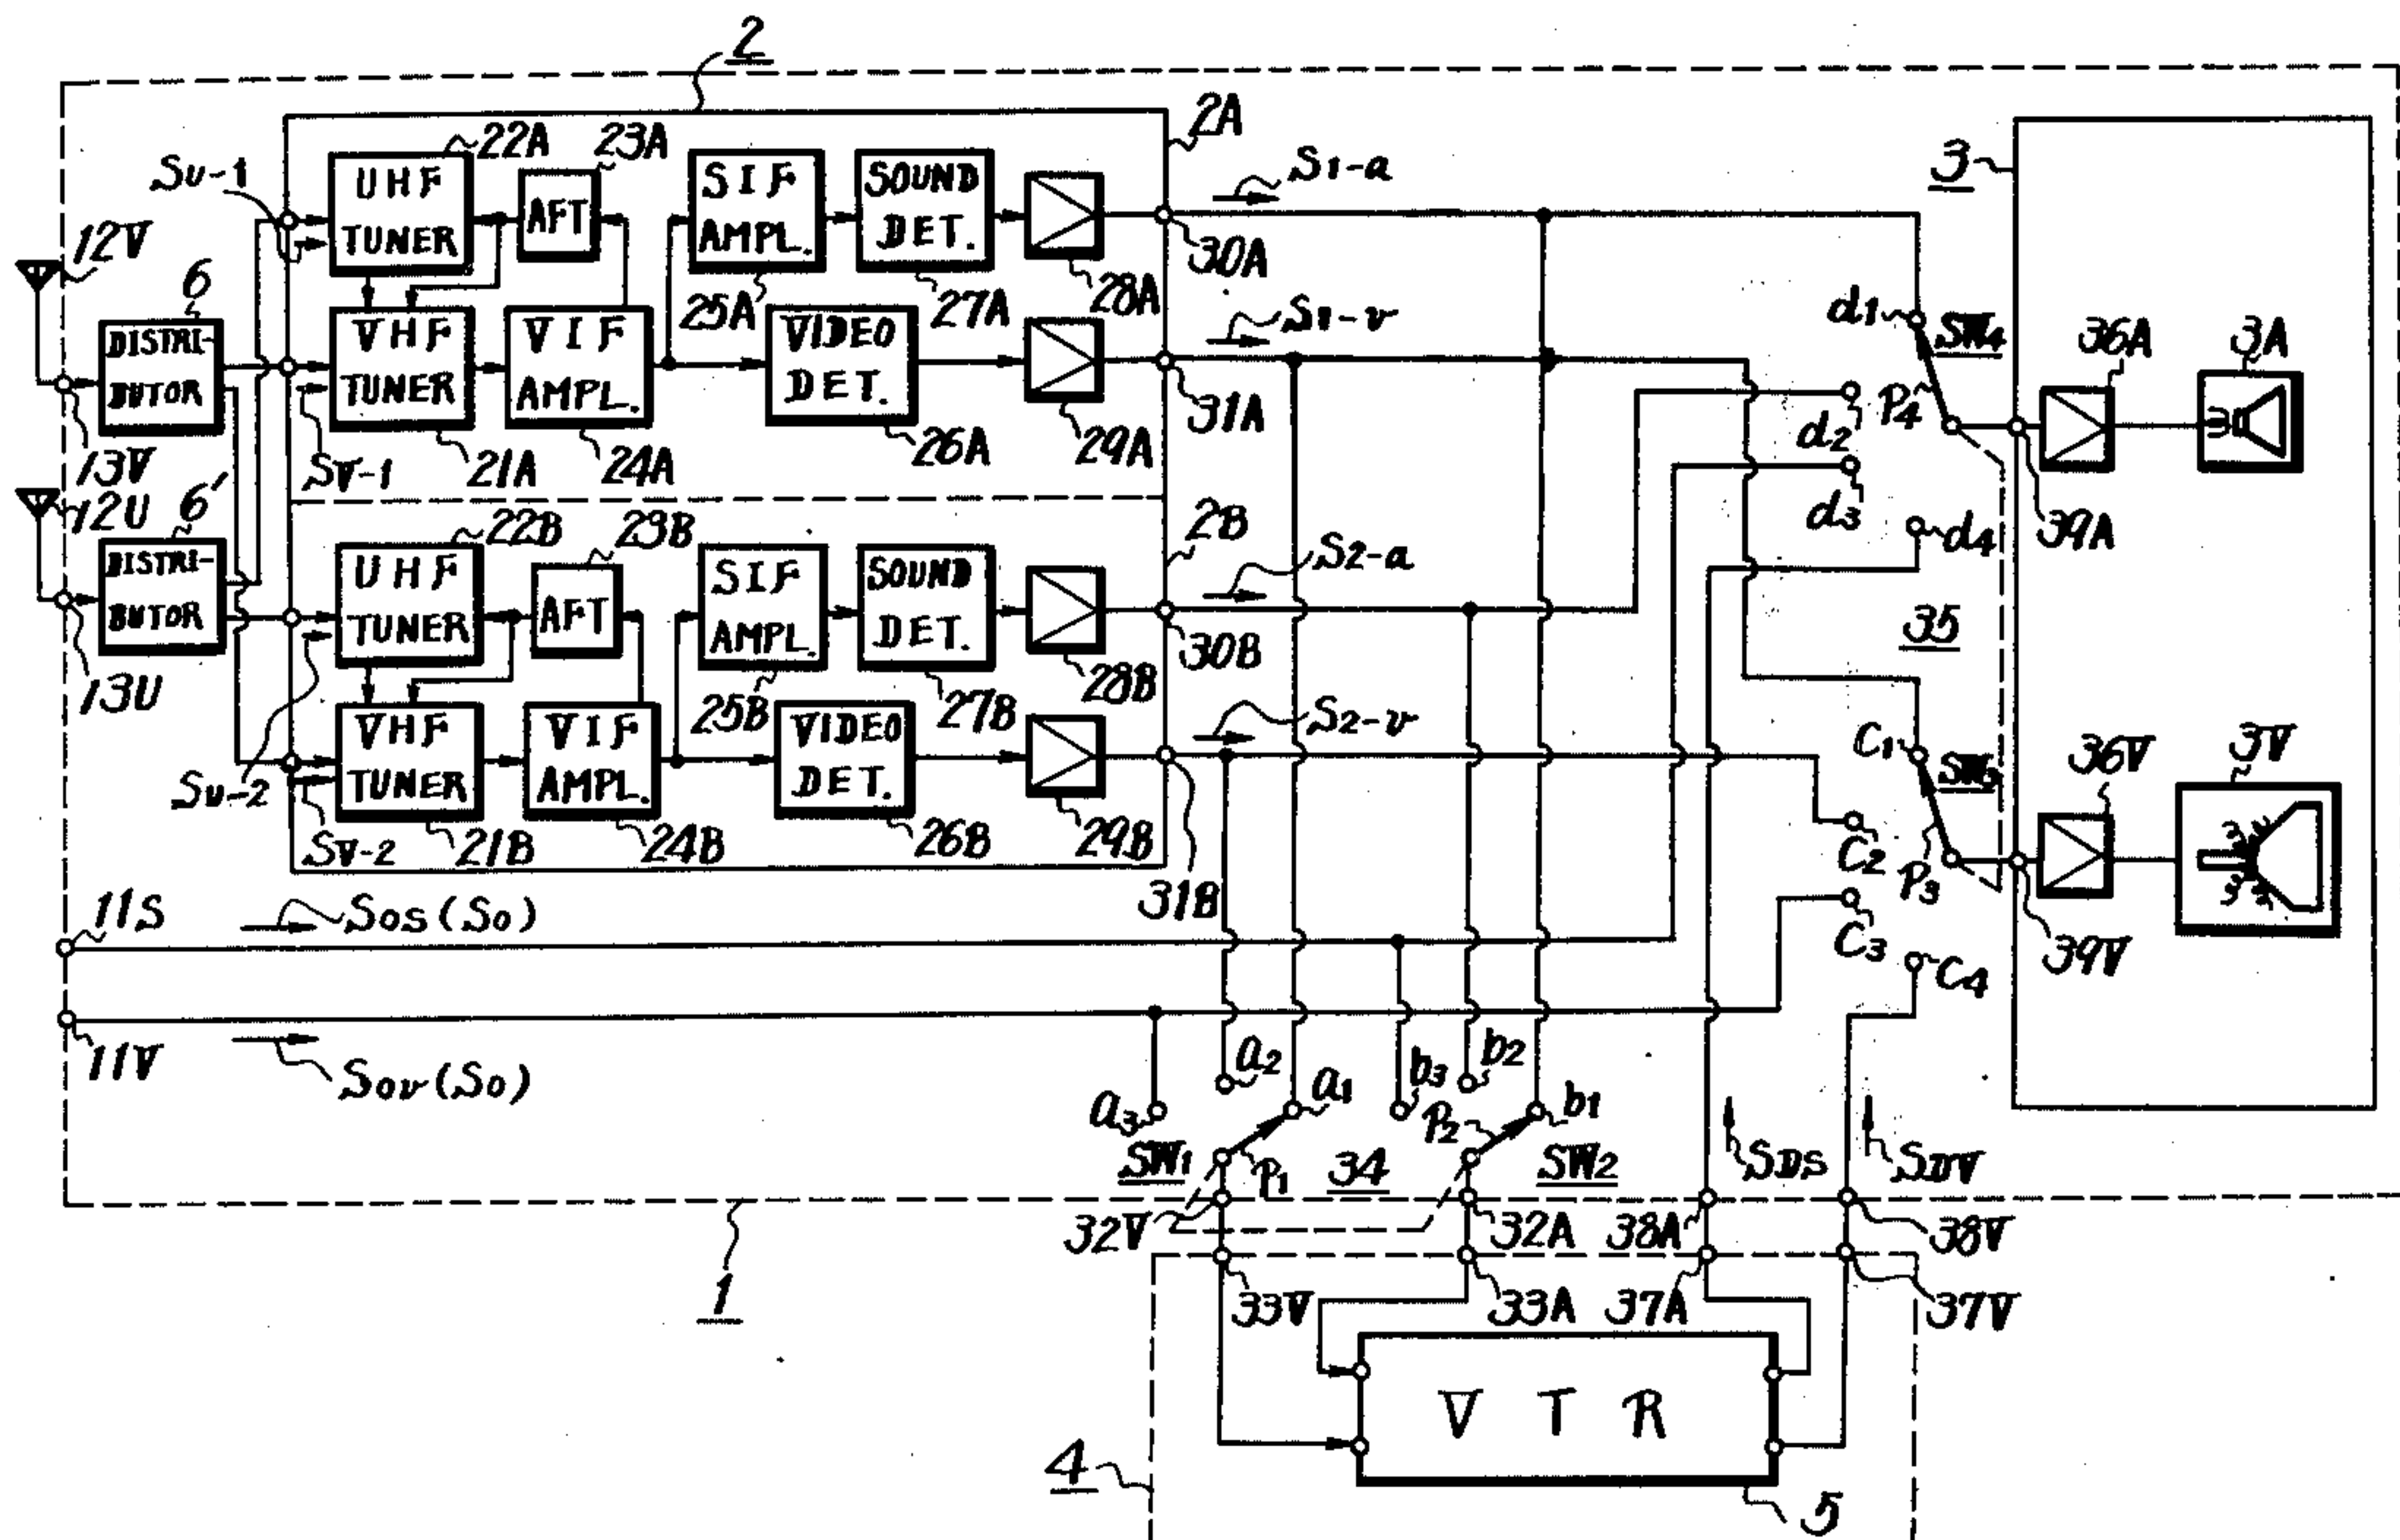 2
2A
22A
23A
Su-1
UHF
TUNER
AFT
SIF
AMPL.
SOUND
DET.
S1-a
3
12V
6
30A
28A
25A
27A
S1-v
d1
SW4
36A
3A
DISTRI-
BUTOR
VHF
TUNER
VIF
AMPL.
VIDEO
DET.
P4
31A
d2
13V
SV-1
21A
24A
26A
29A
6'
12U
2B
d3
39A
d4
22B
23B
DISTRI-
BUTOR
UHF
TUNER
AFT
SIF
AMPL.
SOUND
DET.
S2-a
35
30B
13U
28B
25B
27B
S2-v
VHF
TUNER
VIF
AMPL.
VIDEO
DET.
C1
36V
3V
Su-2
SV-2
21B
24B
26B
29B
C2
P3
31B
11S
S0S (S0)
C3
39V
C4
11V
S0v (S0)
a2
b2
a3
a1
b3
P2
b1
SW1
P1
34
SW2
SDS
SDV
32V
32A
38A
38V
1
33V
33A
37A
37V
VTR
4
5